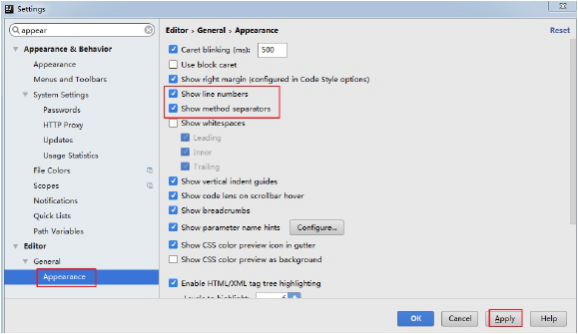 Settings
appear
Appearance & Behavior
Appearance
Menus and Toolbars
System Settings
Passwords
HTTP Proxy
Updates
Usage Statistics
File Colors
Scopes
Notifications
Quick Lists
Path Variables
Editor
General
Appearance
Editor › General › Appearance
Reset
Caret blinking (ms): 500
Use block caret
Show right margin (configured in Code Style options)
Show line numbers
Show method separators
Show whitespaces
Leading
Inner
Trailing
Show vertical indent guides
Show code lens on scrollbar hover
Show breadcrumbs
Show parameter name hints Configure...
Show CSS color preview icon in gutter
Show CSS color preview as background
Enable HTML/XML tag tree highlighting
Levels to highlight: 6
OK Cancel Apply Help